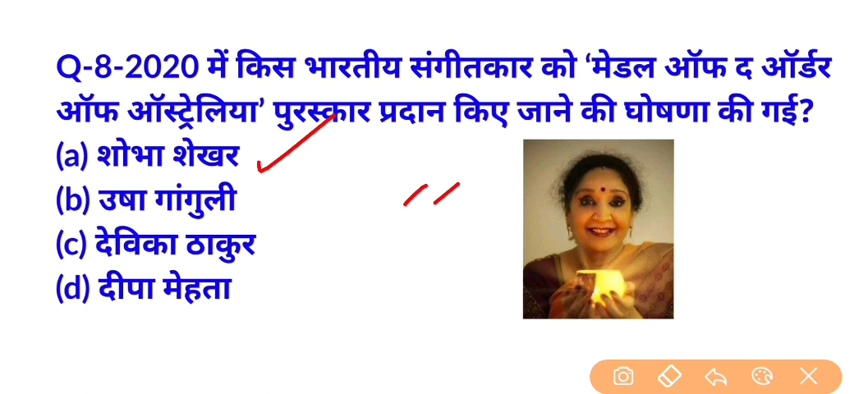 Q-8-2020 में किस भारतीय संगीतकार को ‘मेडल ऑफ द ऑर्डर
ऑफ ऑस्ट्रेलिया’ पुरस्कार प्रदान किए जाने की घोषणा की गई?
(a) शोभा शेखर
(b) उषा गांगुली
(c) देविका ठाकुर
(d) दीपा मेहता